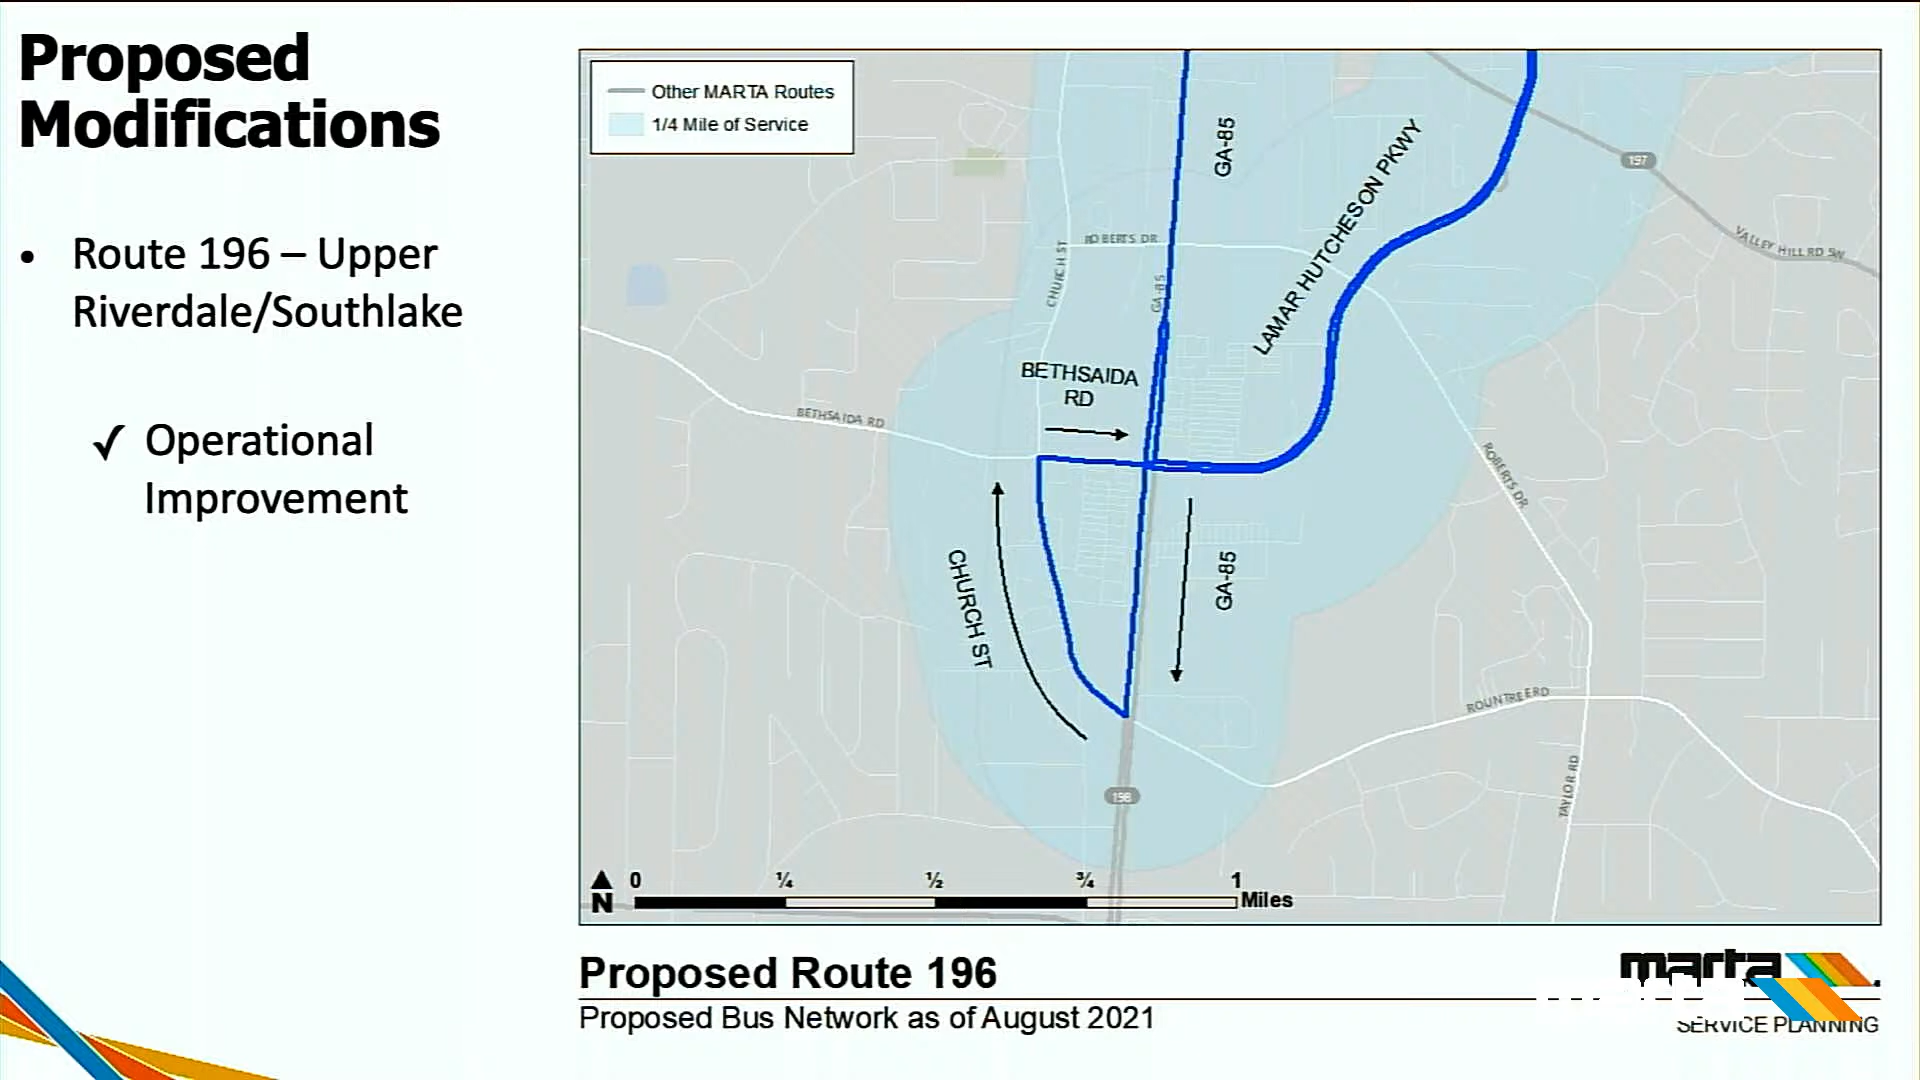 Proposed
Modifications
• Route 196 – Upper
Riverdale/Southlake
✓ Operational
Improvement
Other MARTA Routes
1/4 Mile of Service
GA-85
LAMAR HUTCHESON PKWY
197
VALLEY HILL RD SW
ROBERTS DR
CHURCH ST
GA-85
BETHSAIDA
RD
BETHSAIDA RD
ROBERTS DR
CHURCH ST
GA-85
ROUNTREE RD
TAYLOR RD
198
N
0 ¼ ½ ¾ 1
Miles
Proposed Route 196
Proposed Bus Network as of August 2021
marta
SERVICE PLANNING